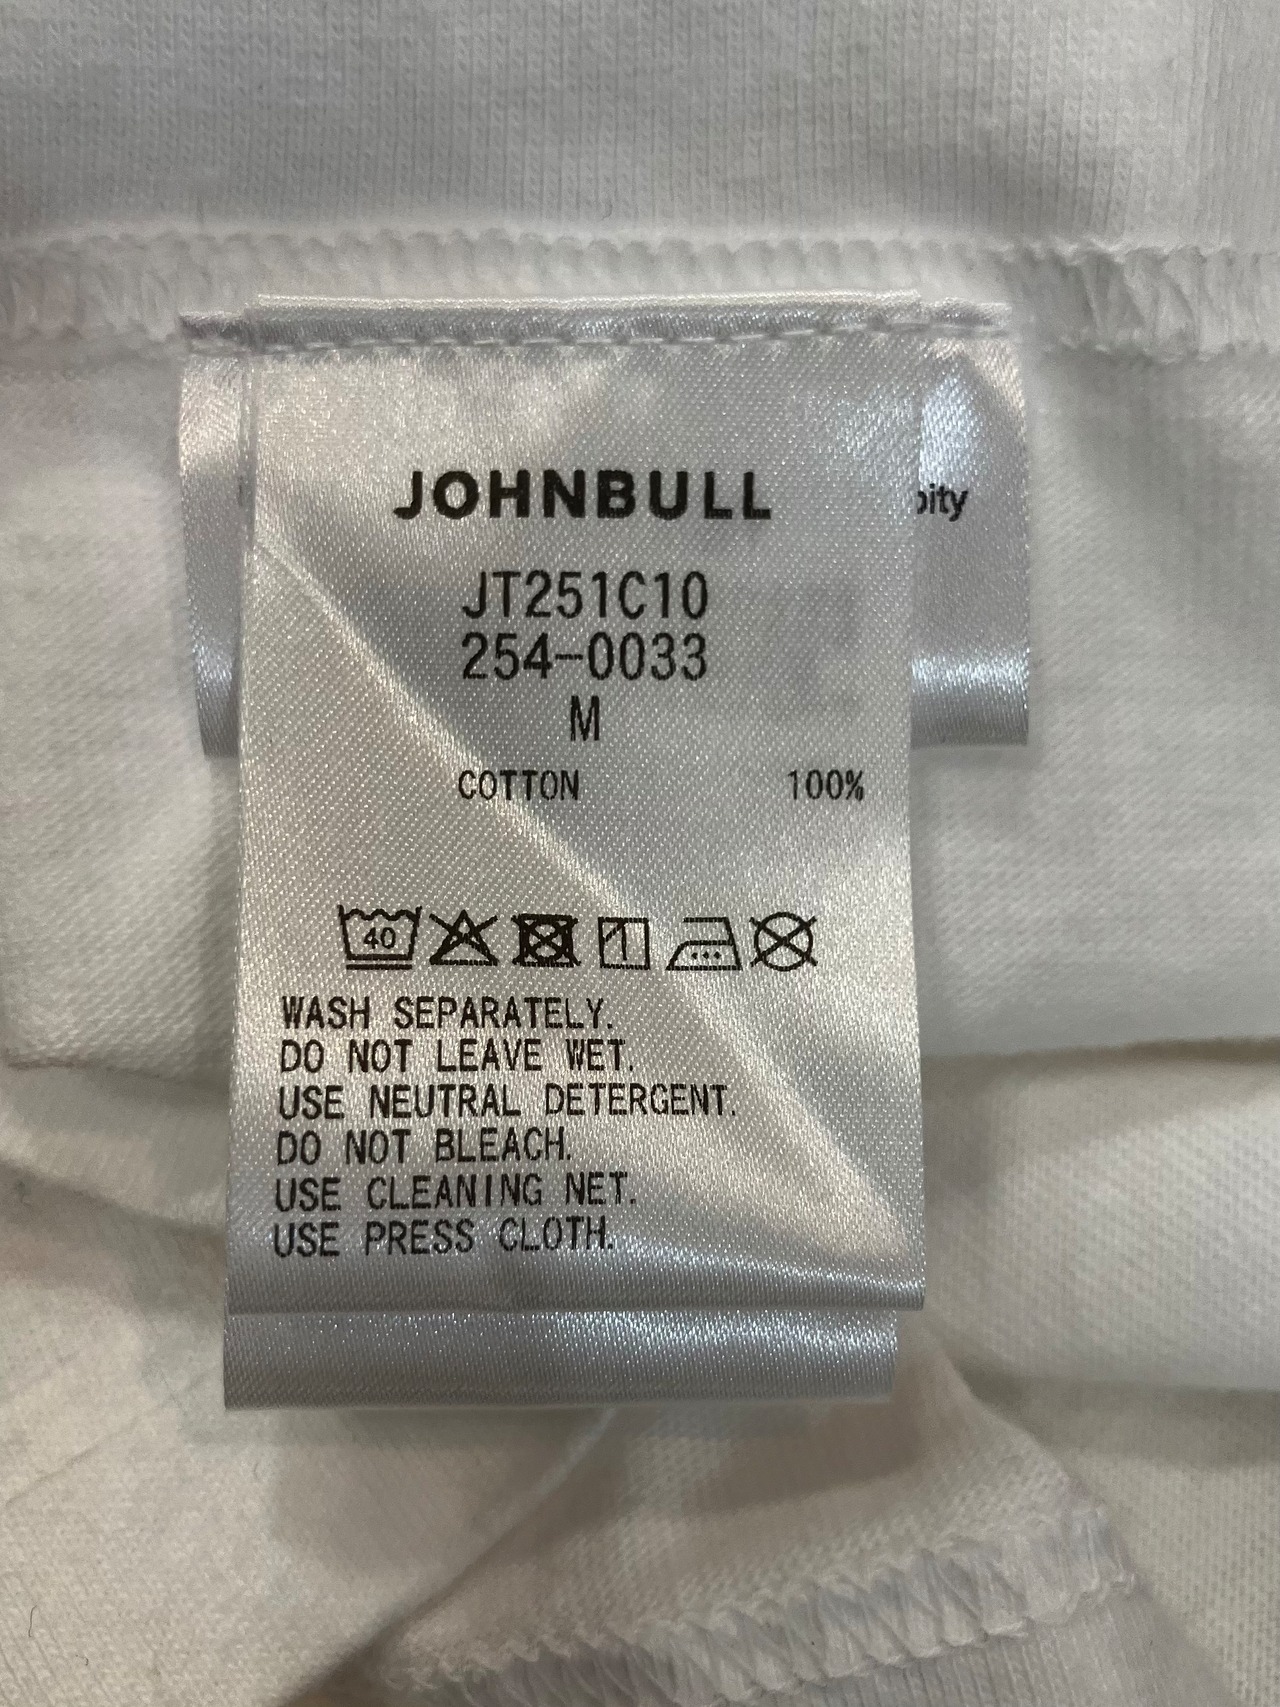 JOHNBULL
JT251C10
254-0033
M
COTTON 100%
40
WASH SEPARATELY.
DO NOT LEAVE WET.
USE NEUTRAL DETERGENT.
DO NOT BLEACH.
USE CLEANING NET.
USE PRESS CLOTH.